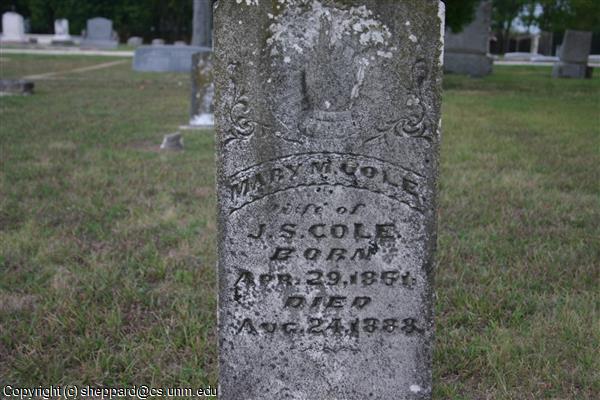 MARY M. COLE
Wife of
J. S. COLE.
BORN
APR. 29, 1851.
DIED
AUG. 24, 1888.
Copyright (c) sheppard@cs.unm.edu